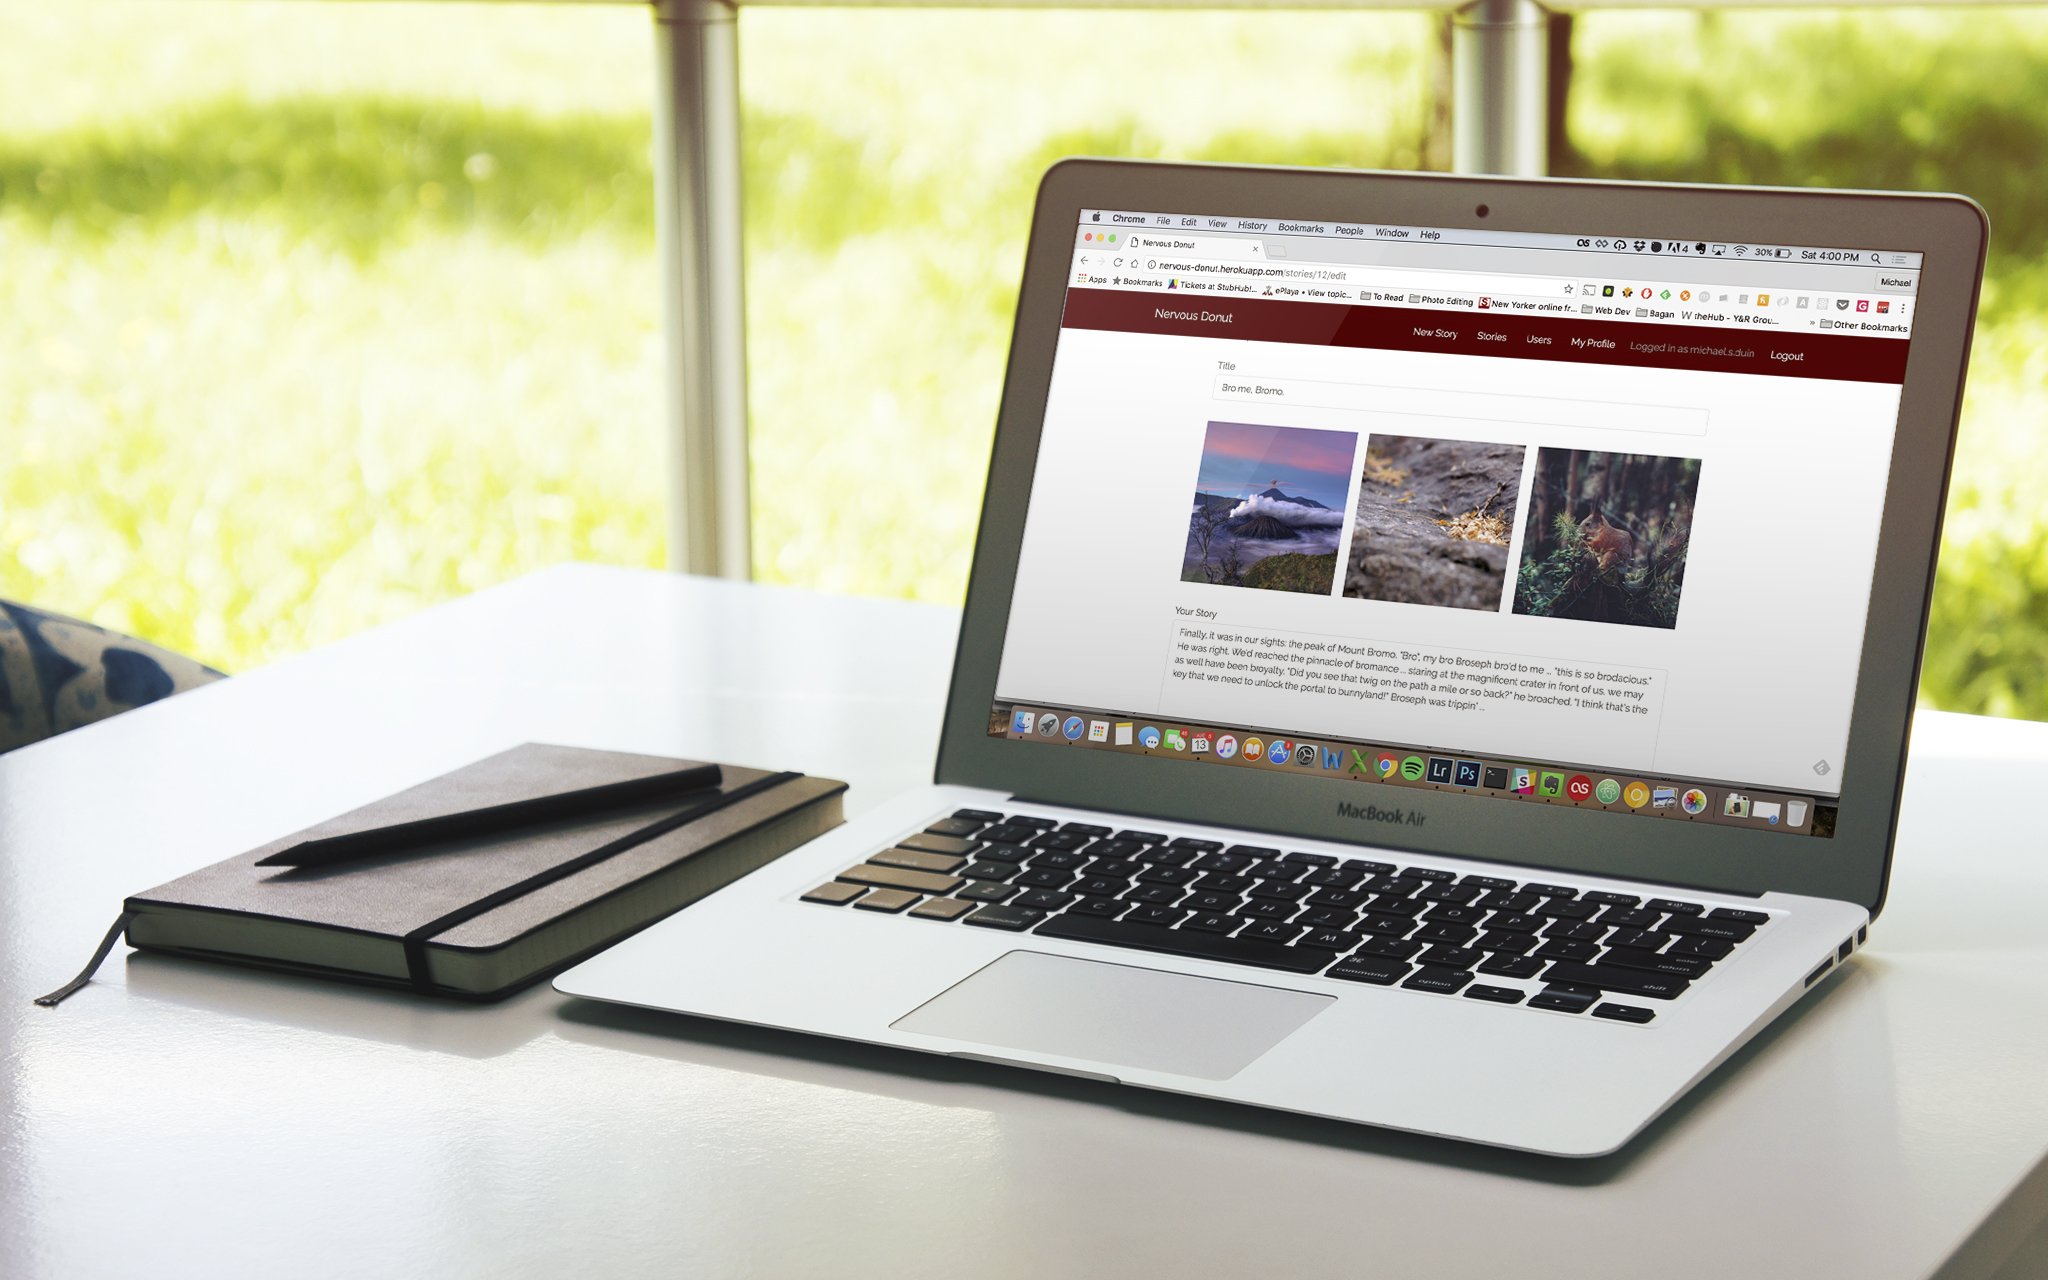 Chrome File Edit View History Bookmarks People Window Help 30% Sat 4:00 PM
Nervous Donut
nervous-donut.herokuapp.com/stories/12/edit
Michael
Apps Bookmarks Tickets at StubHub!... ePlaya • View topic... To Read Photo Editing New Yorker online fr... Web Dev Bagan theHub - Y&R Grou... » Other Bookmarks
Nervous Donut New Story Stories Users My Profile Logged in as michael.s.duin Logout
Title
Bro me, Bromo.
Your Story
Finally, it was in our sights: the peak of Mount Bromo. "Bro", my bro Broseph bro'd to me ... "this is so brodacious."
He was right. We'd reached the pinnacle of bromance ... staring at the magnificent crater in front of us, we may
as well have been broyalty. "Did you see that twig on the path a mile or so back?" he broached. "I think that's the
key that we need to unlock the portal to bunnyland!" Broseph was trippin' ...
13
Lr Ps
MacBook Air
delete
return
shift
command
command option